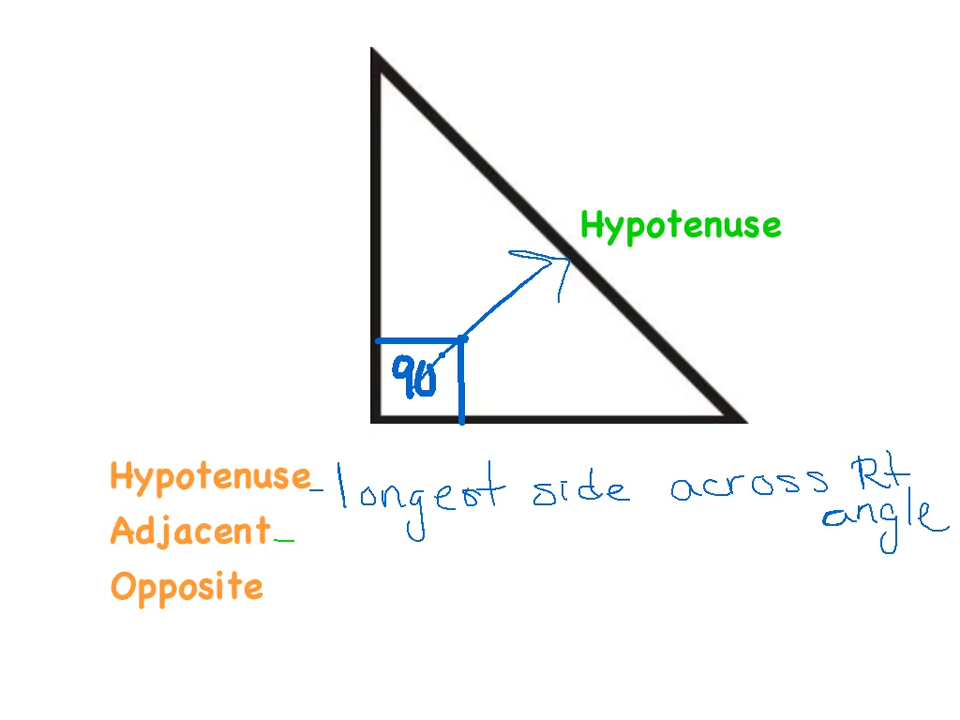 Hypotenuse
90
Hypotenuse - longest side across Rt
angle
Adjacent -
Opposite